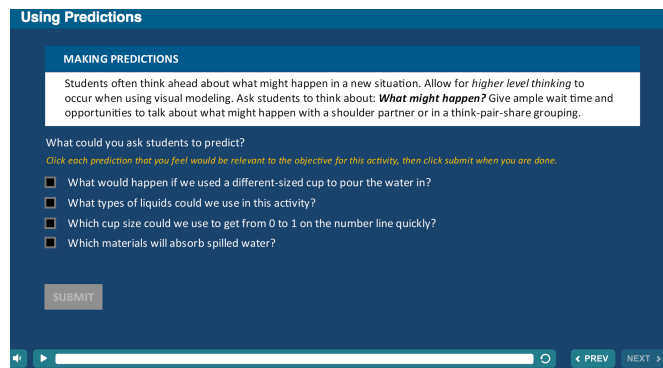 Using Predictions
MAKING PREDICTIONS
Students often think ahead about what might happen in a new situation. Allow for higher level thinking to
occur when using visual modeling. Ask students to think about: What might happen? Give ample wait time and
opportunities to talk about what might happen with a shoulder partner or in a think-pair-share grouping.
What could you ask students to predict?
Click each prediction that you feel would be relevant to the objective for this activity, then click submit when you are done.
What would happen if we used a different-sized cup to pour the water in?
What types of liquids could we use in this activity?
Which cup size could we use to get from 0 to 1 on the number line quickly?
Which materials will absorb spilled water?
SUBMIT
PREV NEXT